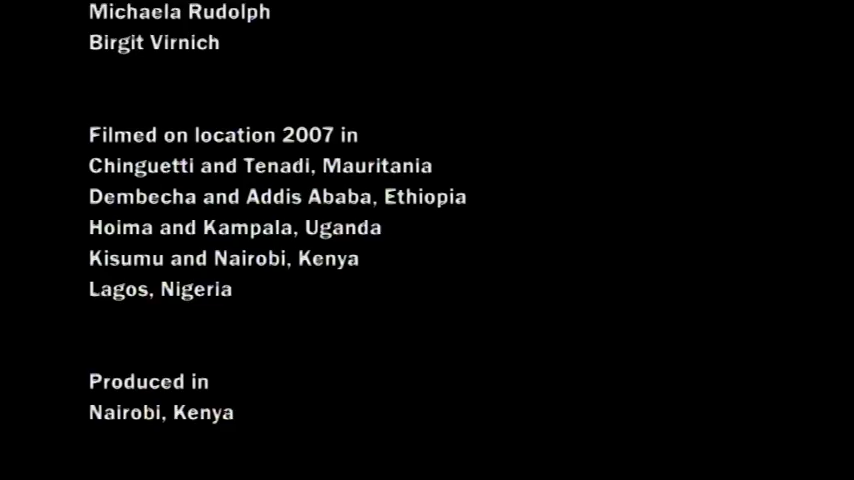 Michaela Rudolph
Birgit Virnich
Filmed on location 2007 in
Chinguetti and Tenadi, Mauritania
Dembecha and Addis Ababa, Ethiopia
Hoima and Kampala, Uganda
Kisumu and Nairobi, Kenya
Lagos, Nigeria
Produced in
Nairobi, Kenya